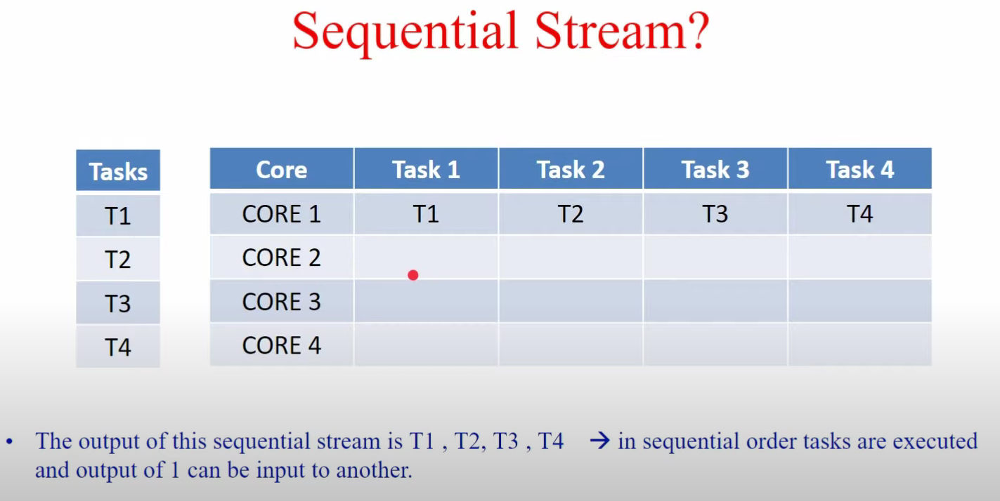 Sequential Stream?
Tasks
T1
T2
T3
T4
Core Task 1 Task 2 Task 3 Task 4
CORE 1 T1 T2 T3 T4
CORE 2
CORE 3
CORE 4
• The output of this sequential stream is T1 , T2, T3 , T4 → in sequential order tasks are executed
and output of 1 can be input to another.